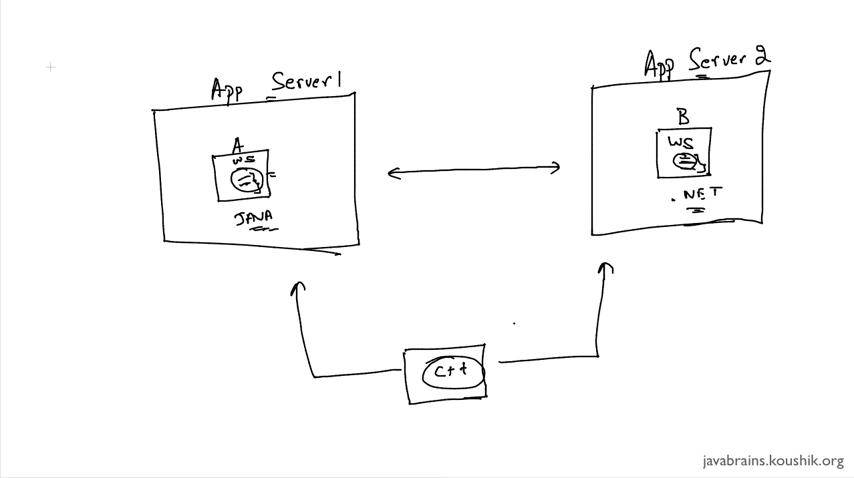 App Server1
A
WS
JAVA
App Server 2
B
WS
.NET
C++
javabrains.koushik.org